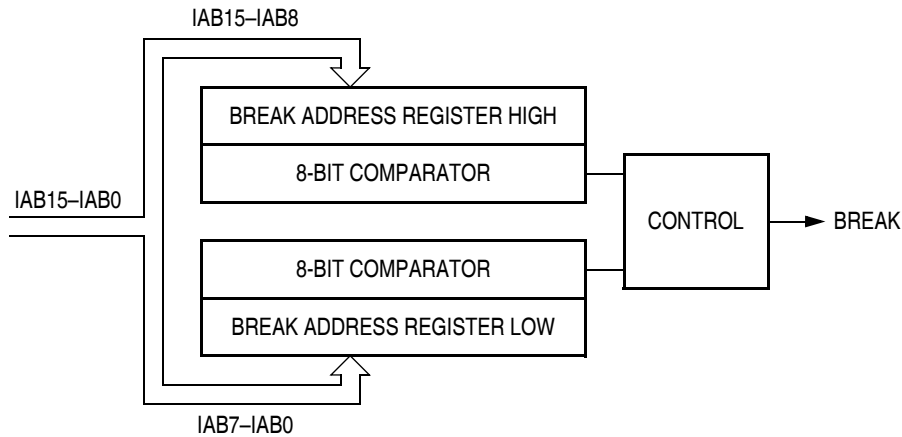 IAB15–IAB8
BREAK ADDRESS REGISTER HIGH
8-BIT COMPARATOR
IAB15–IAB0
CONTROL
BREAK
8-BIT COMPARATOR
BREAK ADDRESS REGISTER LOW
IAB7–IAB0